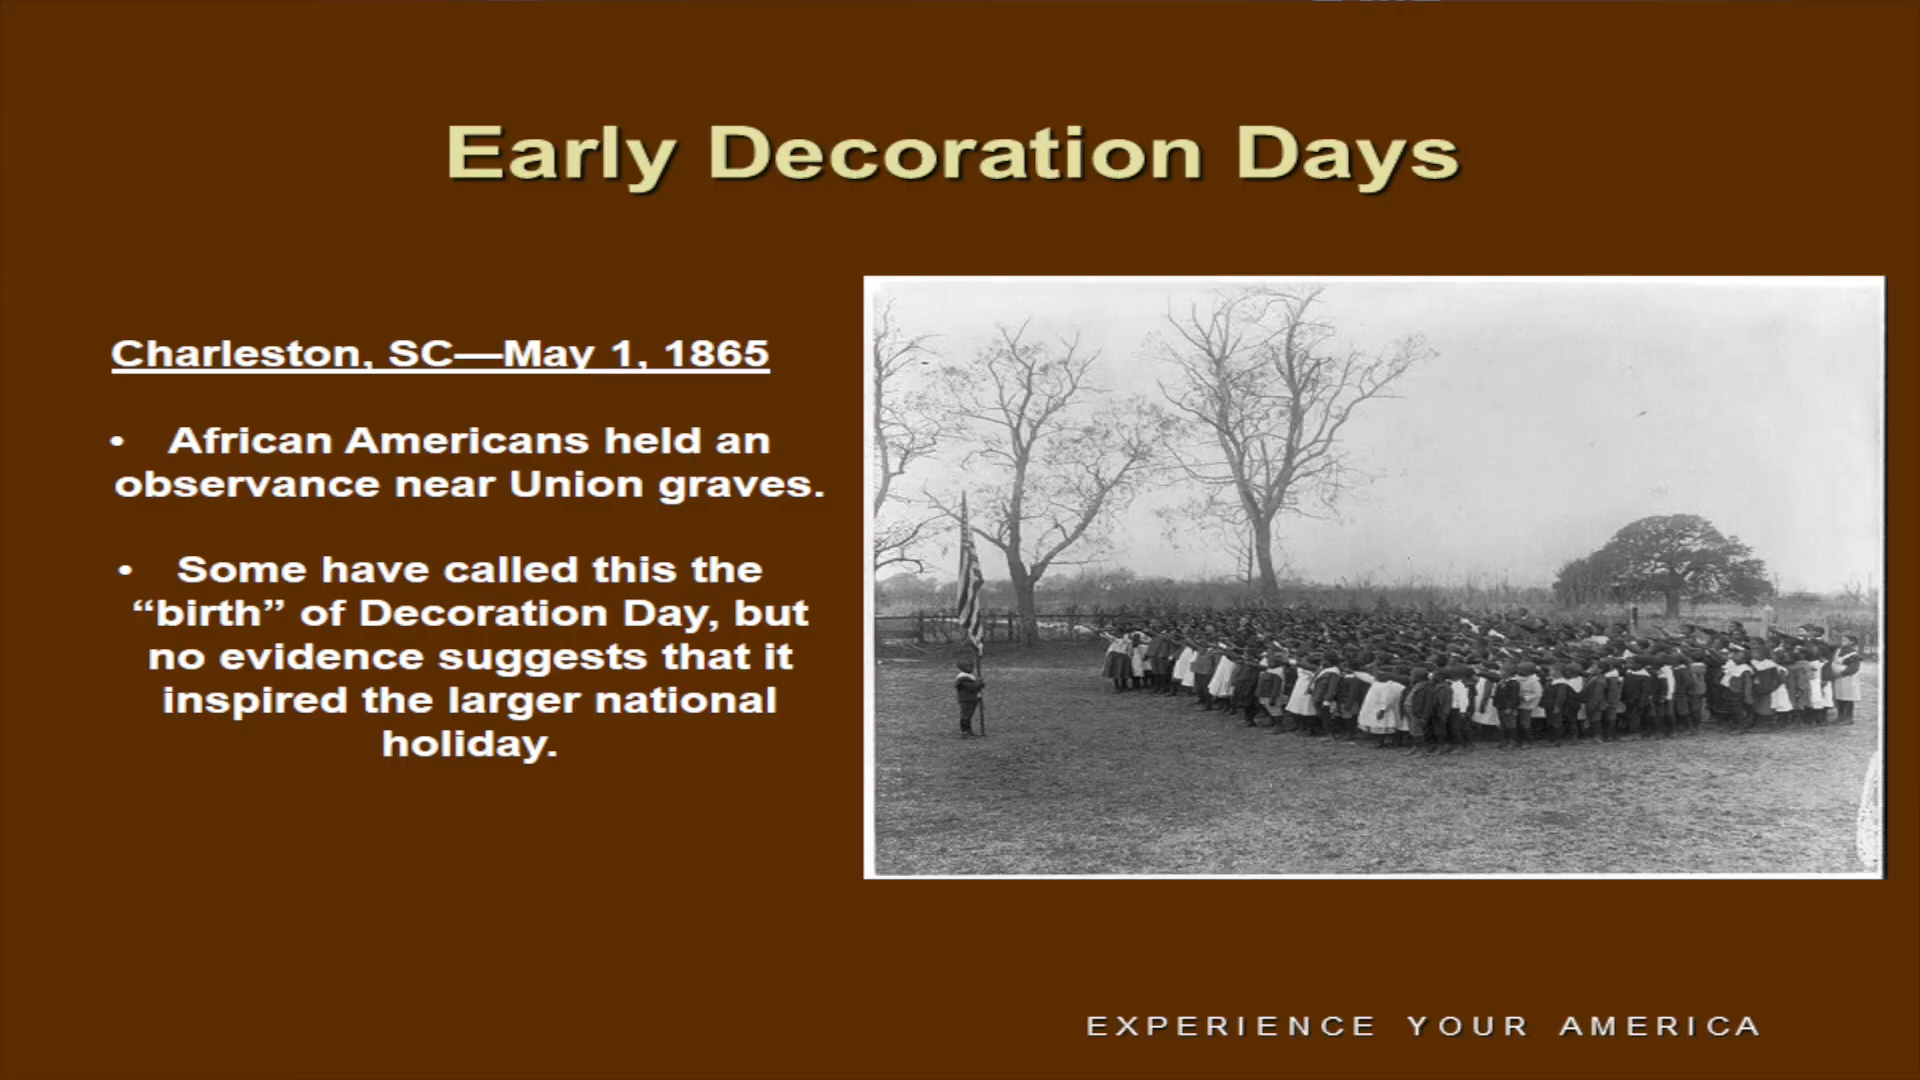 Early Decoration Days
Charleston, SC—May 1, 1865
• African Americans held an
observance near Union graves.
• Some have called this the
“birth” of Decoration Day, but
no evidence suggests that it
inspired the larger national
holiday.
EXPERIENCE YOUR AMERICA